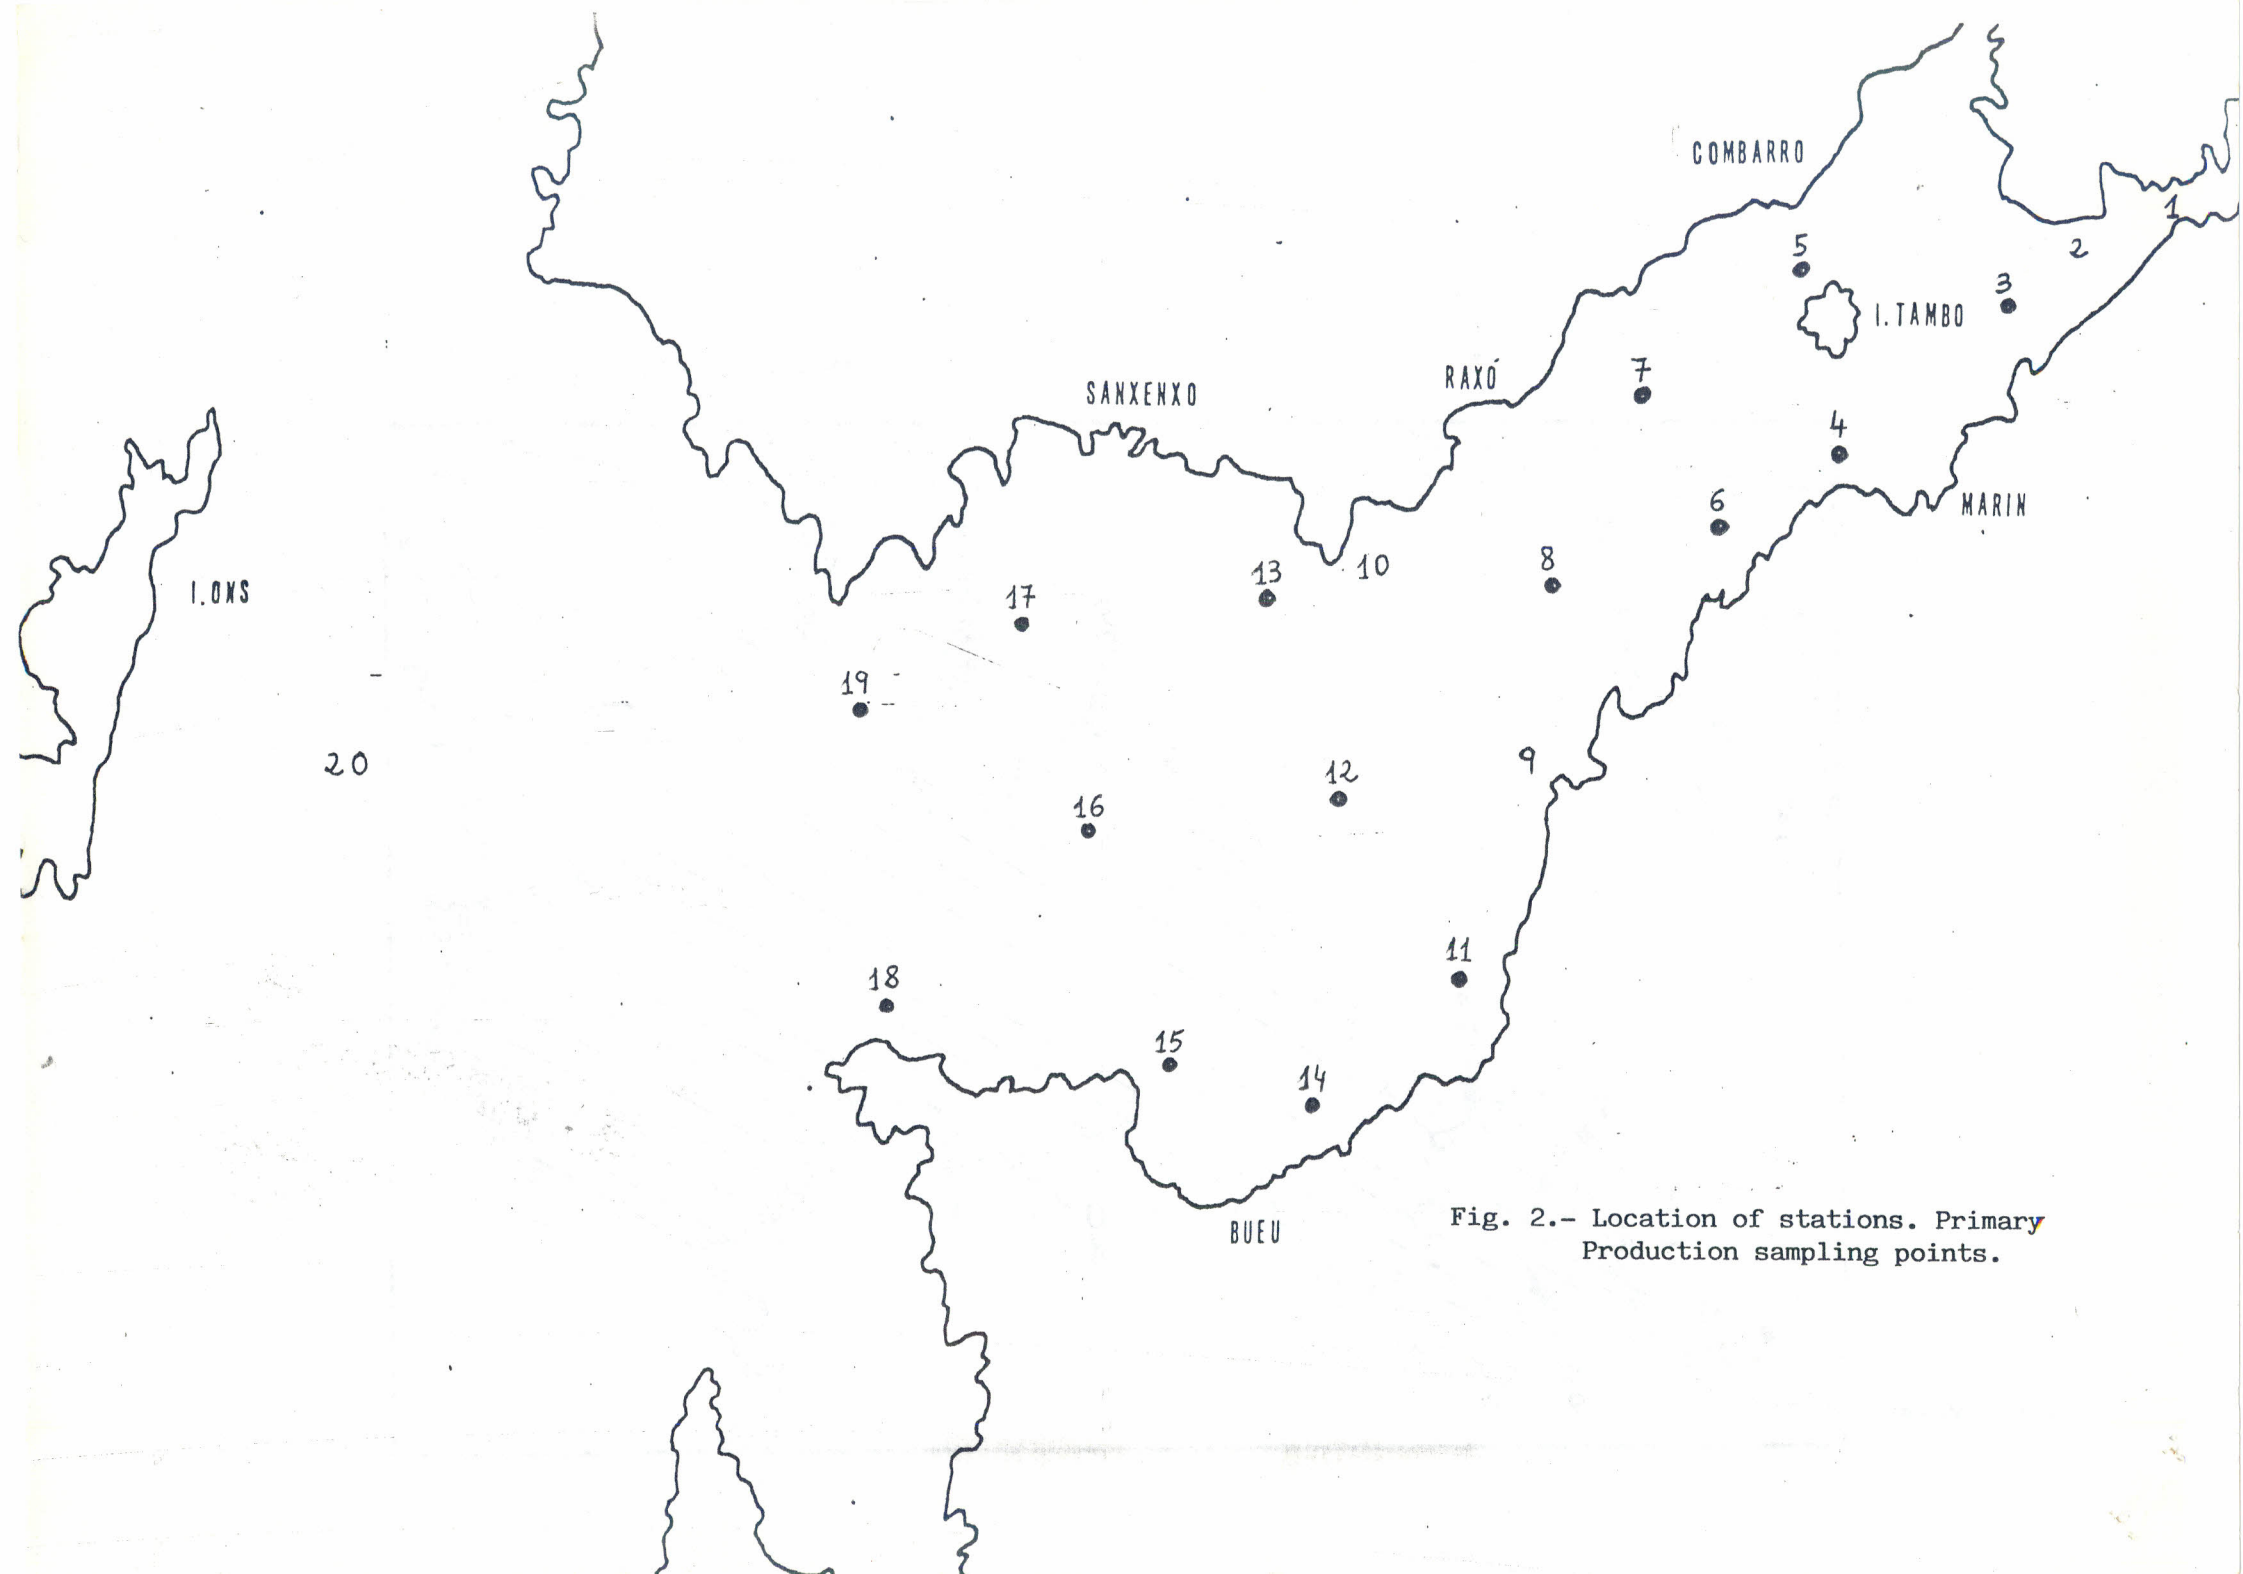 COMBARRO
1
5
2
3
I. TAMBO
7
RAXÓ
SANXENXO
4
6
MARIN
8
10
13
17
I. ONS
19
9
20
12
16
11
18
15
14
Fig. 2.- Location of stations. Primary
Production sampling points.
BUEU